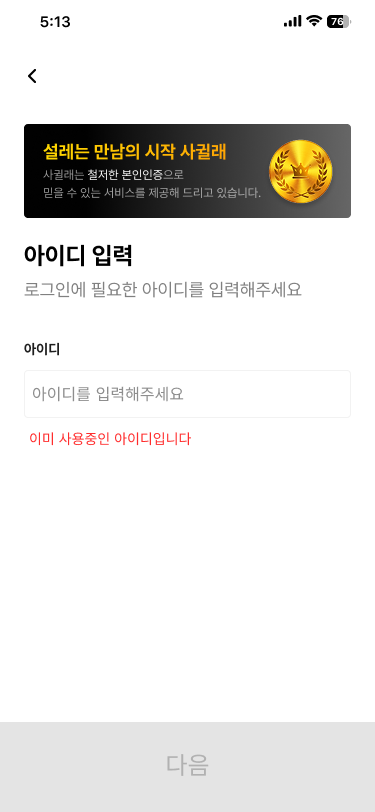 5:13
76
설레는 만남의 시작 사귈래
사귈래는 철저한 본인인증으로
믿을 수 있는 서비스를 제공해 드리고 있습니다.
아이디 입력
로그인에 필요한 아이디를 입력해주세요
아이디
아이디를 입력해주세요
이미 사용중인 아이디입니다
다음